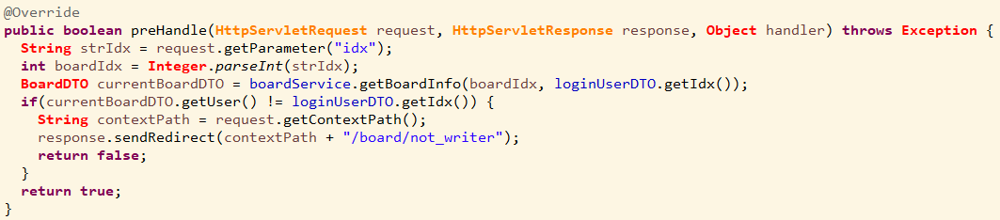 @Override
public boolean preHandle(HttpServletRequest request, HttpServletResponse response, Object handler) throws Exception {
  String strIdx = request.getParameter("idx");
  int boardIdx = Integer.parseInt(strIdx);
  BoardDTO currentBoardDTO = boardService.getBoardInfo(boardIdx, loginUserDTO.getIdx());
  if(currentBoardDTO.getUser() != loginUserDTO.getIdx()) {
    String contextPath = request.getContextPath();
    response.sendRedirect(contextPath + "/board/not_writer");
    return false;
  }
  return true;
}